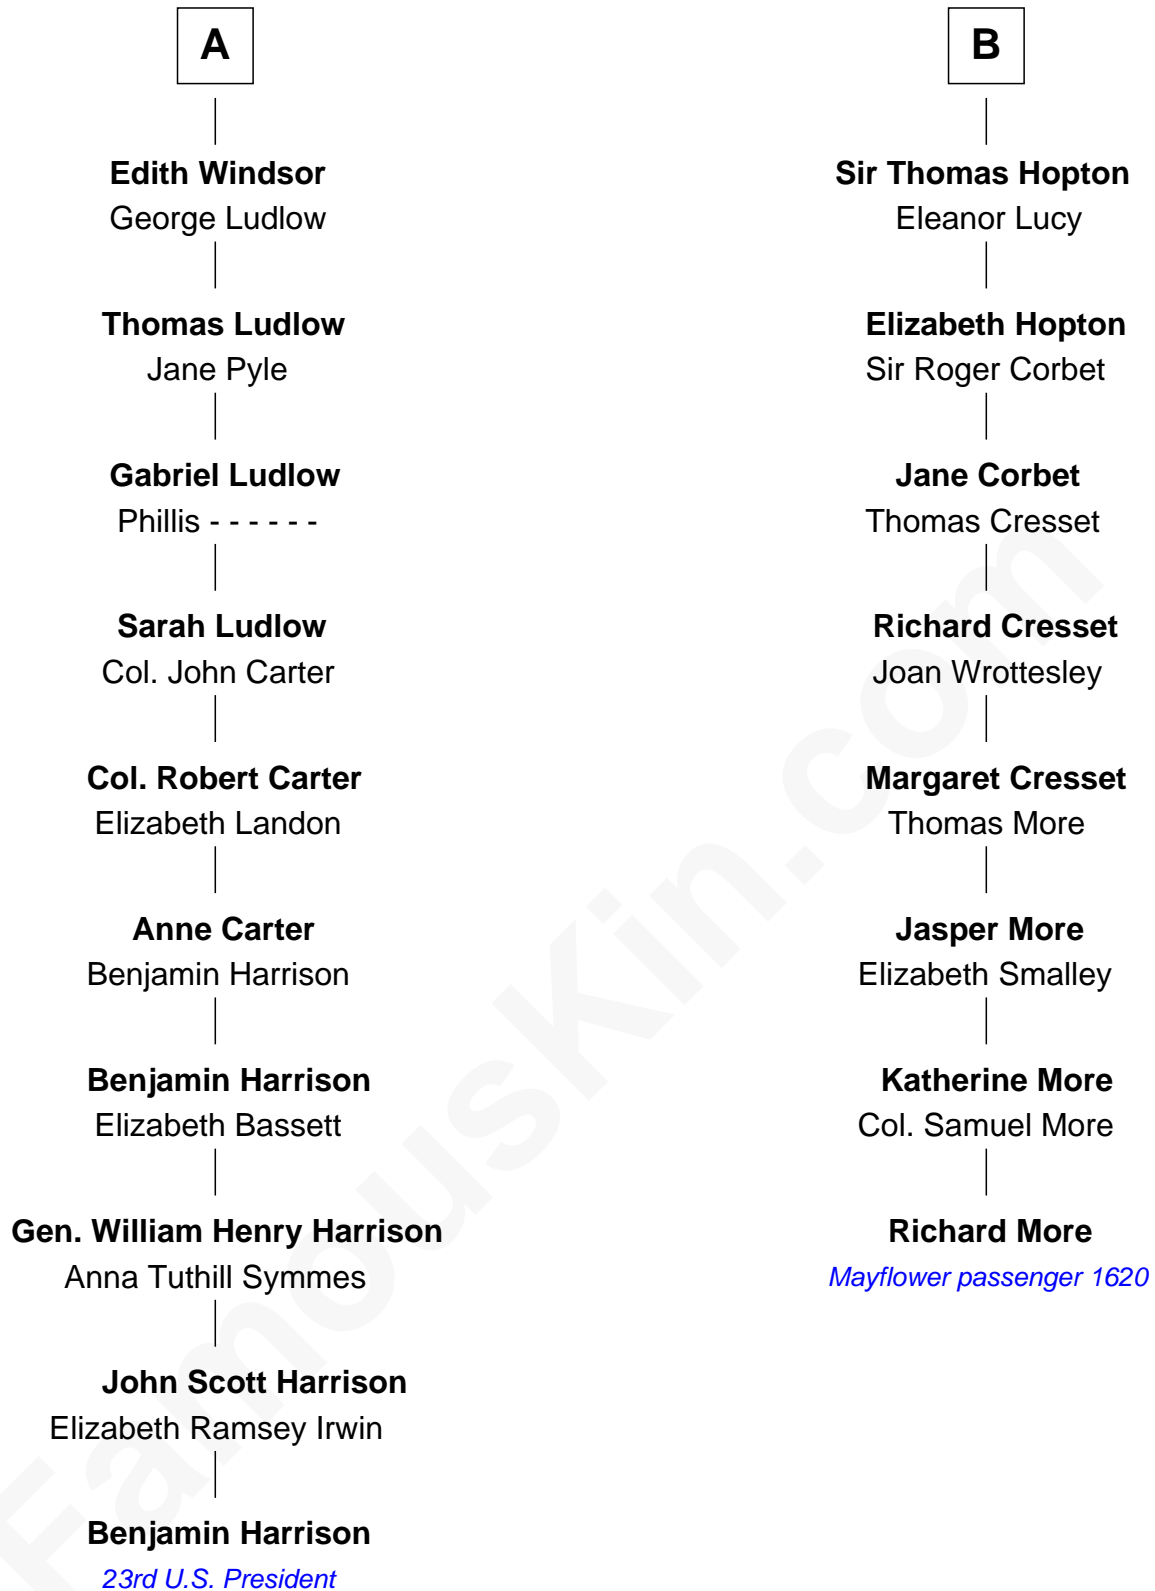 A
Edith Windsor
George Ludlow
Thomas Ludlow
Jane Pyle
Gabriel Ludlow
Phillis - - - - - -
Sarah Ludlow
Col. John Carter
Col. Robert Carter
Elizabeth Landon
Anne Carter
Benjamin Harrison
Benjamin Harrison
Elizabeth Bassett
Gen. William Henry Harrison
Anna Tuthill Symmes
John Scott Harrison
Elizabeth Ramsey Irwin
Benjamin Harrison
23rd U.S. President
B
Sir Thomas Hopton
Eleanor Lucy
Elizabeth Hopton
Sir Roger Corbet
Jane Corbet
Thomas Cresset
Richard Cresset
Joan Wrottesley
Margaret Cresset
Thomas More
Jasper More
Elizabeth Smalley
Katherine More
Col. Samuel More
Richard More
Mayflower passenger 1620
FamousKin.com